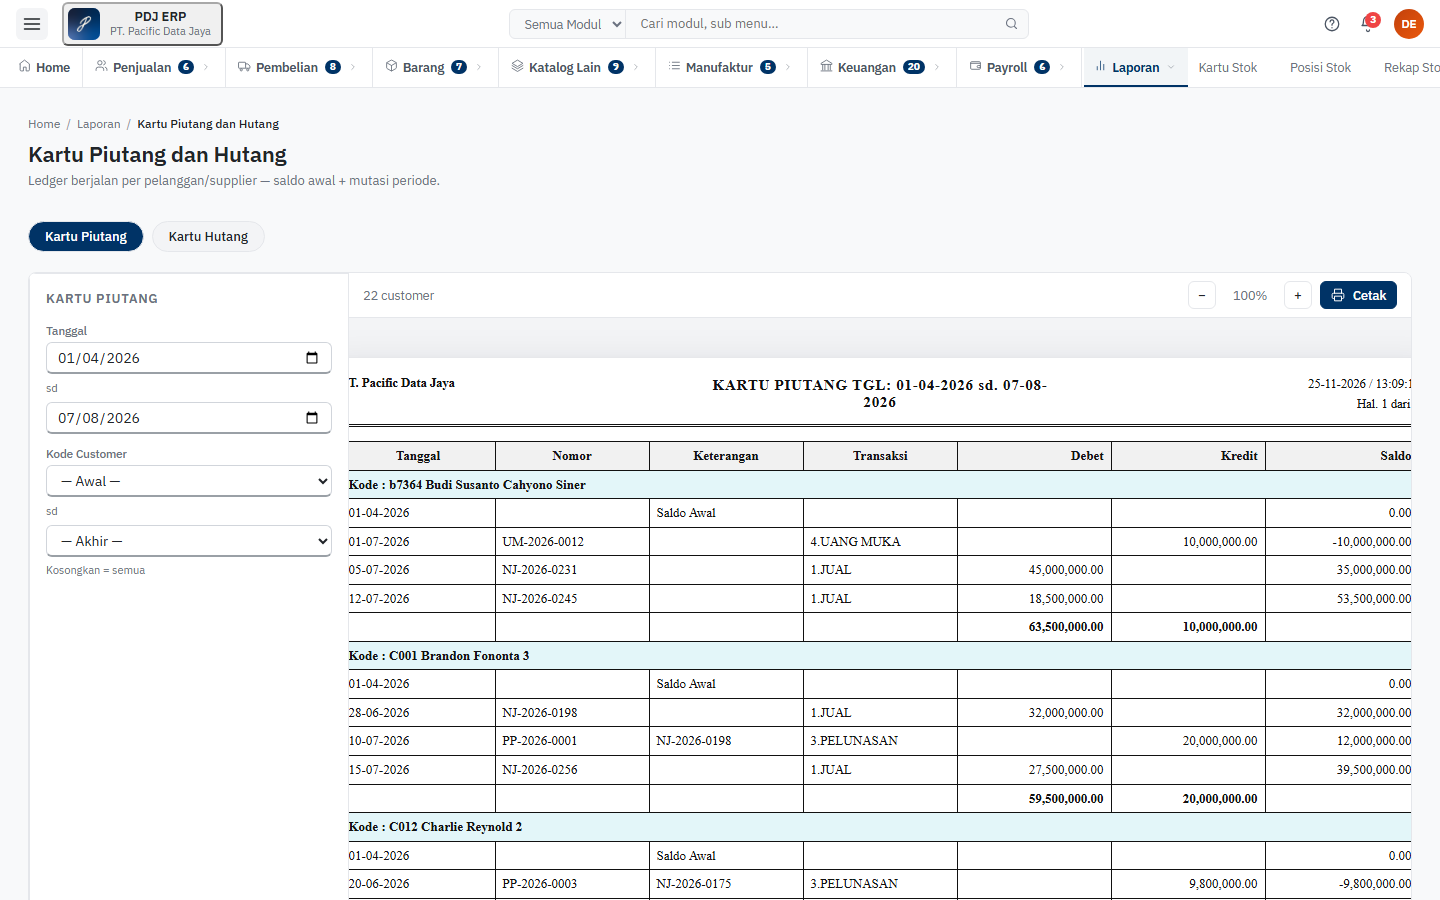 PDJ ERP
PT. Pacific Data Jaya
Semua Modul
Cari modul, sub menu...
3
DE
Home
Penjualan 6
Pembelian 8
Barang 7
Katalog Lain 9
Manufaktur 5
Keuangan 20
Payroll 6
Laporan
Kartu Stok
Posisi Stok
Rekap Sto
Home / Laporan / Kartu Piutang dan Hutang
Kartu Piutang dan Hutang
Ledger berjalan per pelanggan/supplier — saldo awal + mutasi periode.
Kartu Piutang
Kartu Hutang
KARTU PIUTANG
Tanggal
01/04/2026
sd
07/08/2026
Kode Customer
— Awal —
sd
— Akhir —
Kosongkan = semua
22 customer
− 100% + Cetak
T. Pacific Data Jaya
KARTU PIUTANG TGL: 01-04-2026 sd. 07-08-
2026
25-11-2026 / 13:09:1
Hal. 1 dari
Tanggal Nomor Keterangan Transaksi Debet Kredit Saldo
Kode : b7364 Budi Susanto Cahyono Siner
01-04-2026 Saldo Awal 0.00
01-07-2026 UM-2026-0012 4.UANG MUKA 10,000,000.00 -10,000,000.00
05-07-2026 NJ-2026-0231 1.JUAL 45,000,000.00 35,000,000.00
12-07-2026 NJ-2026-0245 1.JUAL 18,500,000.00 53,500,000.00
63,500,000.00 10,000,000.00
Kode : C001 Brandon Fononta 3
01-04-2026 Saldo Awal 0.00
28-06-2026 NJ-2026-0198 1.JUAL 32,000,000.00 32,000,000.00
10-07-2026 PP-2026-0001 NJ-2026-0198 3.PELUNASAN 20,000,000.00 12,000,000.00
15-07-2026 NJ-2026-0256 1.JUAL 27,500,000.00 39,500,000.00
59,500,000.00 20,000,000.00
Kode : C012 Charlie Reynold 2
01-04-2026 Saldo Awal 0.00
20-06-2026 PP-2026-0003 NJ-2026-0175 3.PELUNASAN 9,800,000.00 -9,800,000.00